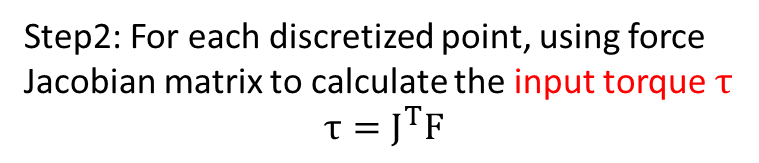 Step2: For each discretized point, using force
Jacobian matrix to calculate the input torque τ
τ = JᵀF